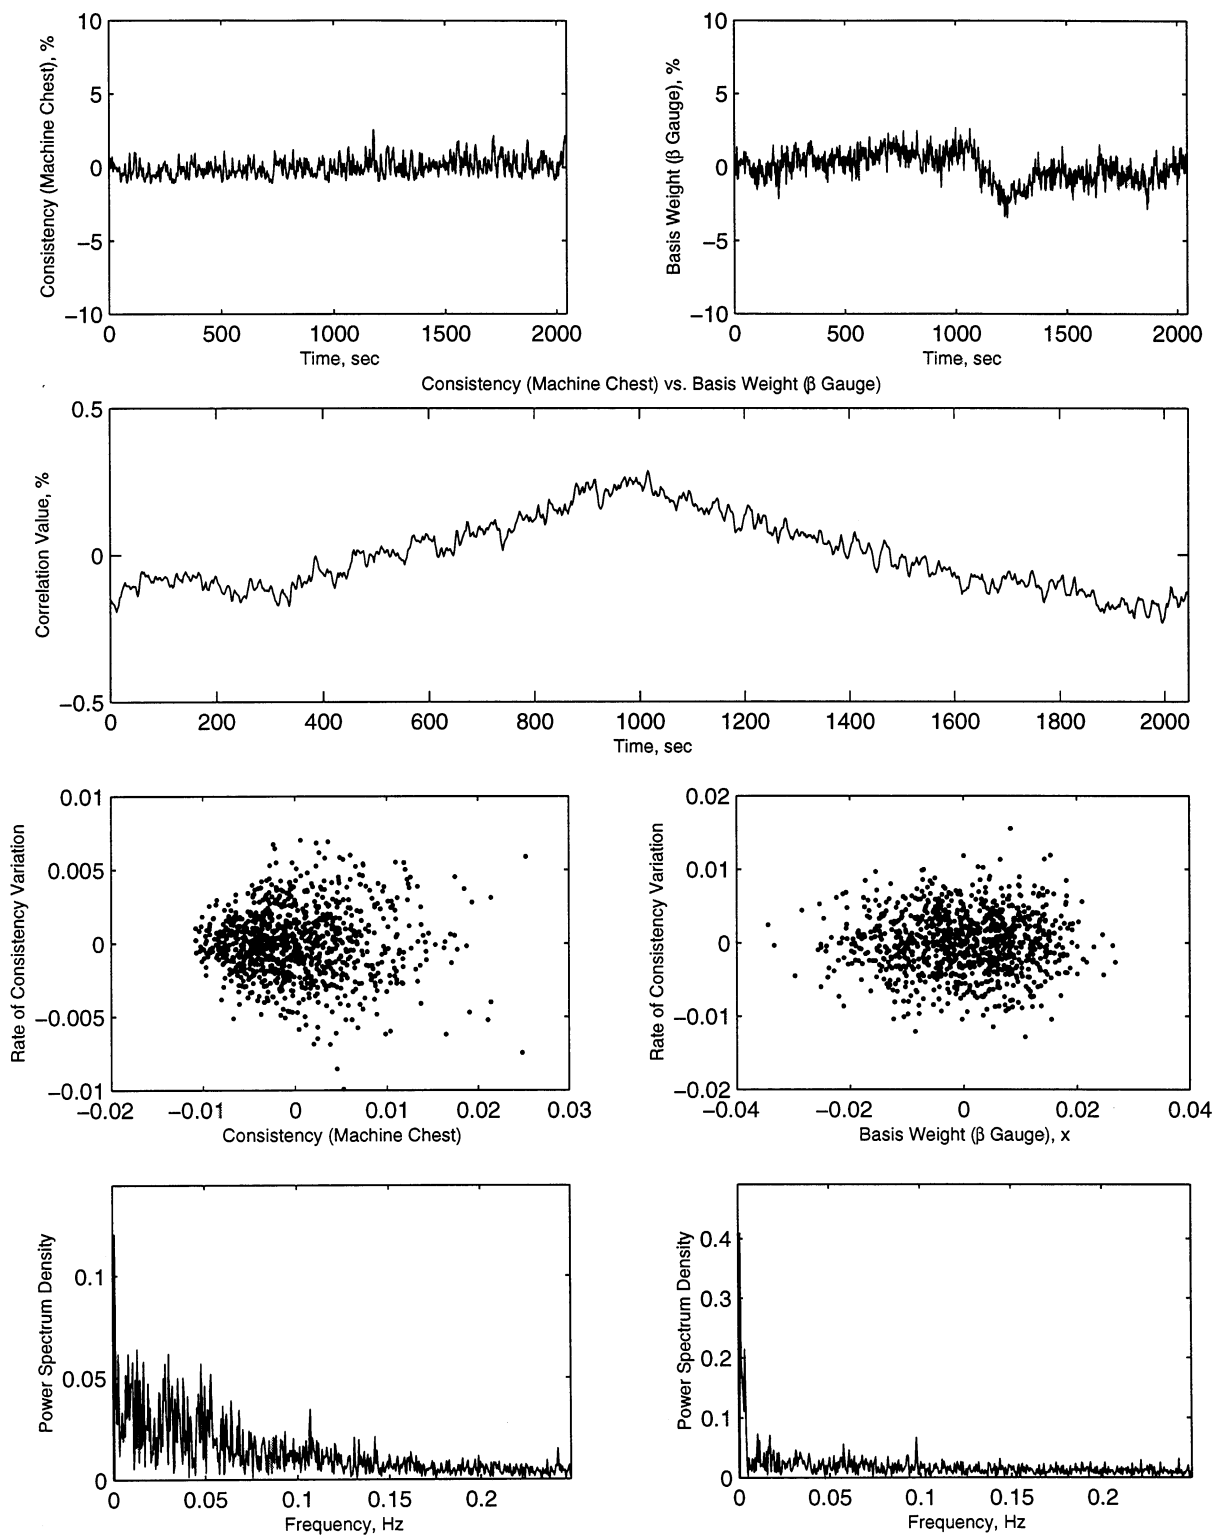 10
5
0
−5
−10
Consistency (Machine Chest), %
0 500 1000 1500 2000
Time, sec
10
5
0
−5
−10
Basis Weight (β Gauge), %
0 500 1000 1500 2000
Time, sec
Consistency (Machine Chest) vs. Basis Weight (β Gauge)
0.5
0
−0.5
Correlation Value, %
0 200 400 600 800 1000 1200 1400 1600 1800 2000
Time, sec
0.01
0.005
0
−0.005
−0.01
Rate of Consistency Variation
−0.02 −0.01 0 0.01 0.02 0.03
Consistency (Machine Chest)
0.02
0.01
0
−0.01
−0.02
Rate of Consistency Variation
−0.04 −0.02 0 0.02 0.04
Basis Weight (β Gauge), x
0.1
0.05
0
Power Spectrum Density
0 0.05 0.1 0.15 0.2
Frequency, Hz
0.4
0.3
0.2
0.1
0
Power Spectrum Density
0 0.05 0.1 0.15 0.2
Frequency, Hz